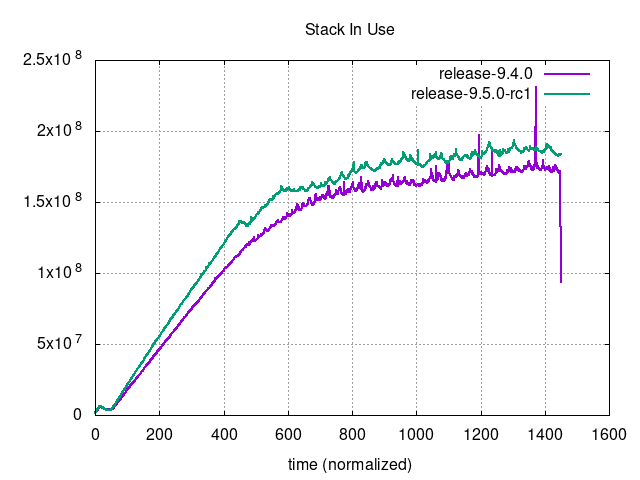 Stack In Use
2.5x10^8
2x10^8
1.5x10^8
1x10^8
5x10^7
0
release-9.4.0
release-9.5.0-rc1
0 200 400 600 800 1000 1200 1400 1600
time (normalized)